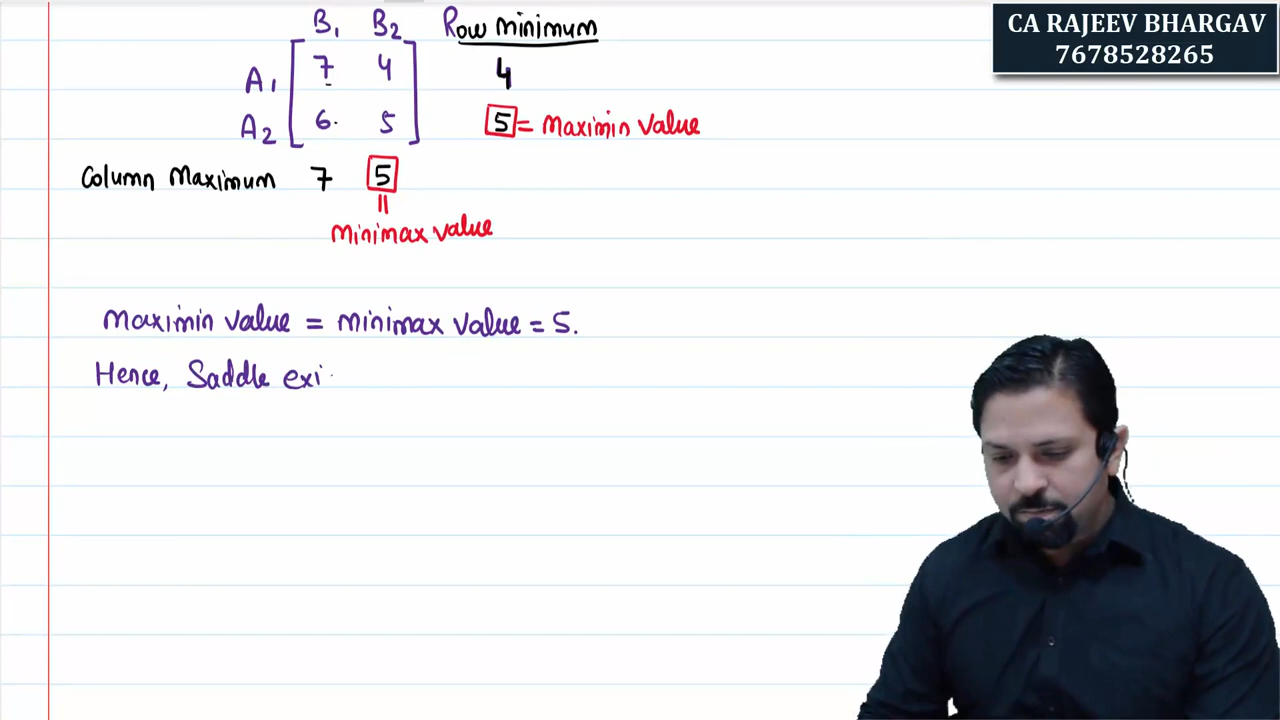 B1 B2 Row minimum
A1 7 4 4
A2 6 5 5 = Maximin Value
Column Maximum 7 5
=
Minimax Value
Maximin Value = Minimax Value = 5.
Hence, Saddle exi
CA RAJEEV BHARGAV
7678528265